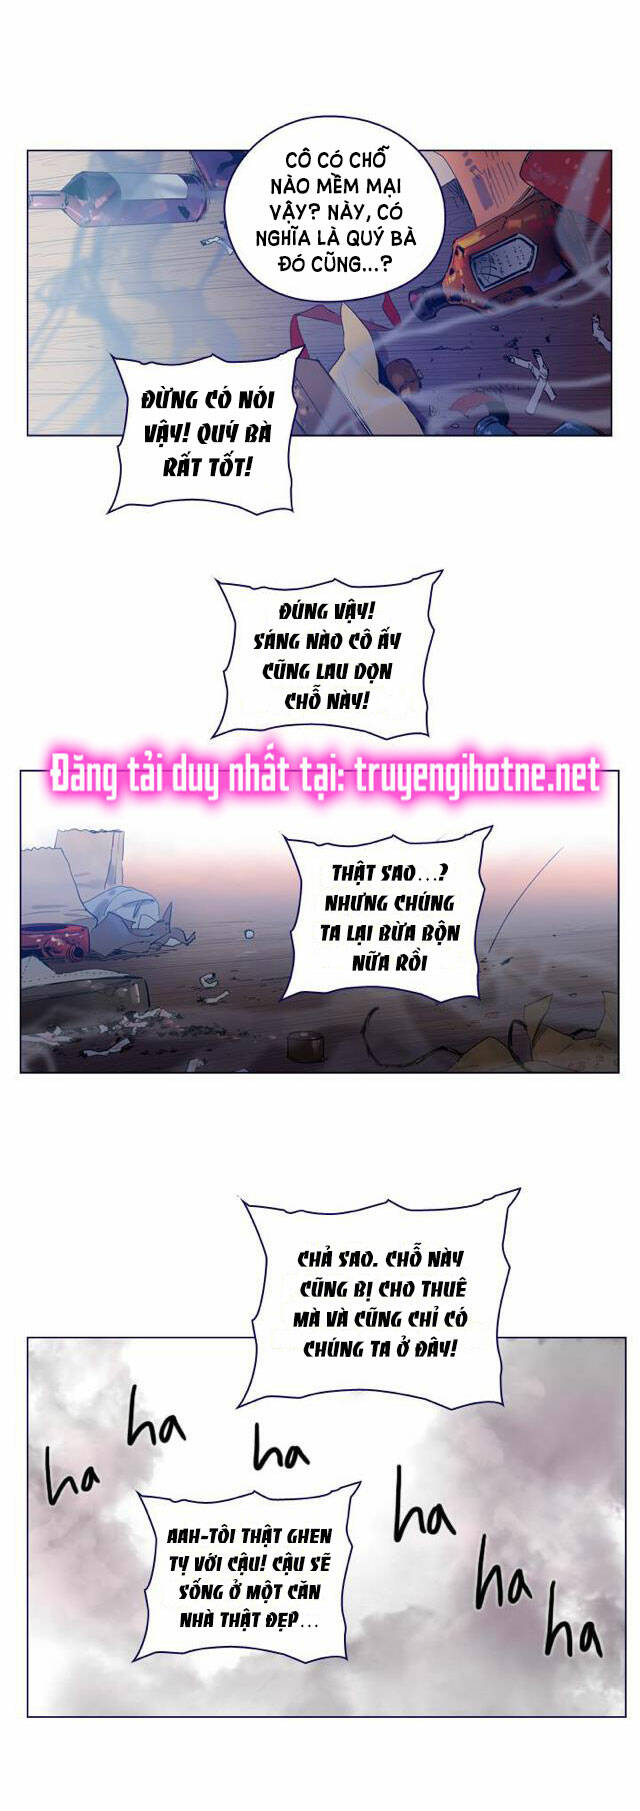 CÔ CÓ CHỖ
NÀO MỀM MẠI
VẬY? NÀY, CÓ
NGHĨA LÀ QUÝ BÀ
ĐÓ CŨNG...?
ĐỪNG CÓ NÓI
VẬY! QUÝ BÀ
RẤT TỐT!
ĐÚNG VẬY!
SÁNG NÀO CÔ ẤY
CŨNG LAU DỌN
CHỖ NÀY!
Đăng tải duy nhất tại: truyengihotne.net
THẬT SAO...?
NHƯNG CHÚNG
TA LẠI BỪA BỘN
NỮA RỒI
CHẢ SAO. CHỖ NÀY
CŨNG BỊ CHO THUÊ
MÀ VÀ CŨNG CHỈ CÓ
CHÚNG TA Ở ĐÂY!
ha
ha
ha
AAH-TÔI THẬT GHEN
TỴ VỚI CẬU! CẬU SẼ
SỐNG Ở MỘT CĂN
NHÀ THẬT ĐẸP...
ha
ha
ha